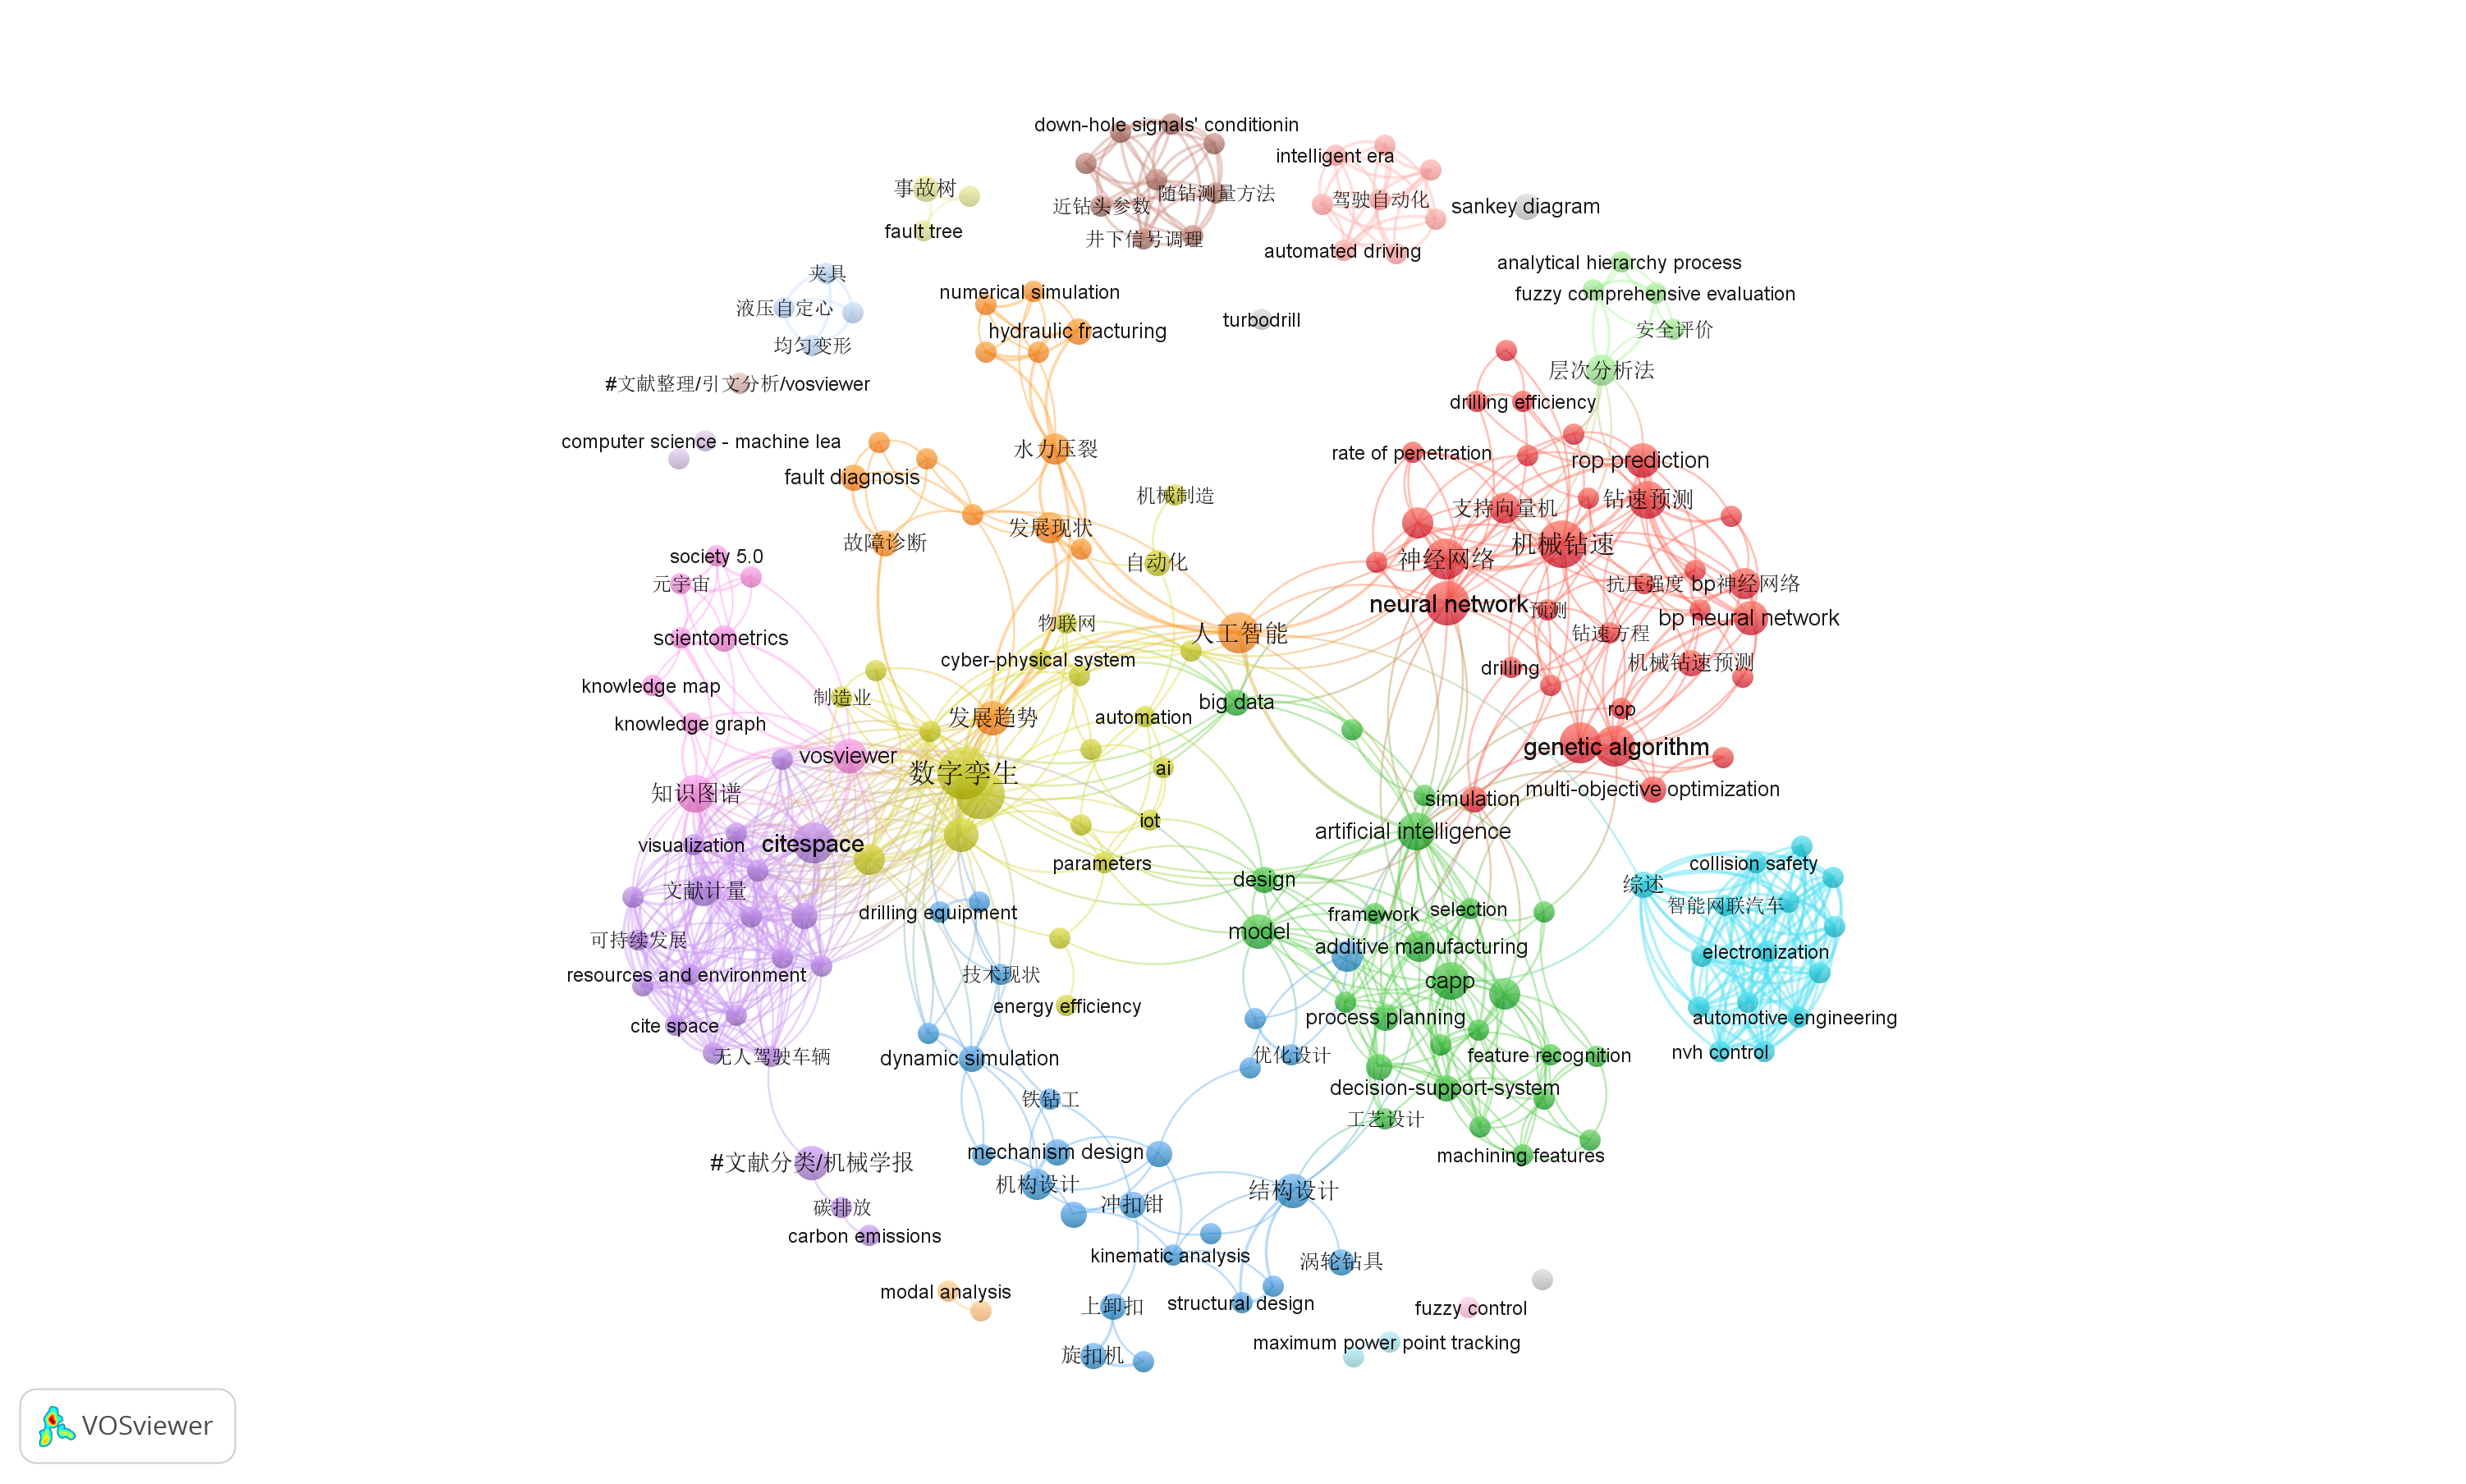 down-hole signals' conditionin
intelligent era
事故树
随钻测量方法
驾驶自动化
近钻头参数
sankey diagram
fault tree
井下信号调理
automated driving
analytical hierarchy process
夹具
numerical simulation
fuzzy comprehensive evaluation
液压自定心
turbodrill
hydraulic fracturing
安全评价
均匀变形
层次分析法
#文献整理/引文分析/vosviewer
drilling efficiency
computer science - machine lea
水力压裂
rate of penetration
rop prediction
fault diagnosis
机械制造
钻速预测
支持向量机
发展现状
故障诊断
机械钻速
society 5.0
神经网络
自动化
元宇宙
抗压强度
bp神经网络
neural network
预测
bp neural network
物联网
人工智能
钻速方程
scientometrics
cyber-physical system
机械钻速预测
drilling
knowledge map
制造业
big data
rop
发展趋势
automation
knowledge graph
genetic algorithm
vosviewer
ai
数字孪生
知识图谱
multi-objective optimization
simulation
iot
artificial intelligence
citespace
visualization
parameters
collision safety
design
综述
文献计量
智能网联汽车
selection
drilling equipment
framework
model
可持续发展
additive manufacturing
electronization
resources and environment
技术现状
capp
energy efficiency
process planning
automotive engineering
cite space
nvh control
优化设计
feature recognition
无人驾驶车辆
dynamic simulation
decision-support-system
铁钻工
工艺设计
mechanism design
machining features
#文献分类/机械学报
机构设计
结构设计
冲扣钳
碳排放
carbon emissions
kinematic analysis
涡轮钻具
modal analysis
structural design
上卸扣
fuzzy control
maximum power point tracking
旋扣机
VOSviewer